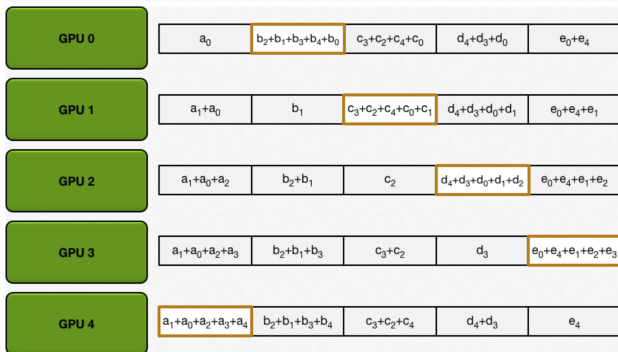 GPU 0 a₀ b₂+b₁+b₃+b₄+b₀ c₃+c₂+c₄+c₀ d₄+d₃+d₀ e₀+e₄
GPU 1 a₁+a₀ b₁ c₃+c₂+c₄+c₀+c₁ d₄+d₃+d₀+d₁ e₀+e₄+e₁
GPU 2 a₁+a₀+a₂ b₂+b₁ c₂ d₄+d₃+d₀+d₁+d₂ e₀+e₄+e₁+e₂
GPU 3 a₁+a₀+a₂+a₃ b₂+b₁+b₃ c₃+c₂ d₃ e₀+e₄+e₁+e₂+e₃
GPU 4 a₁+a₀+a₂+a₃+a₄ b₂+b₁+b₃+b₄ c₃+c₂+c₄ d₄+d₃ e₄